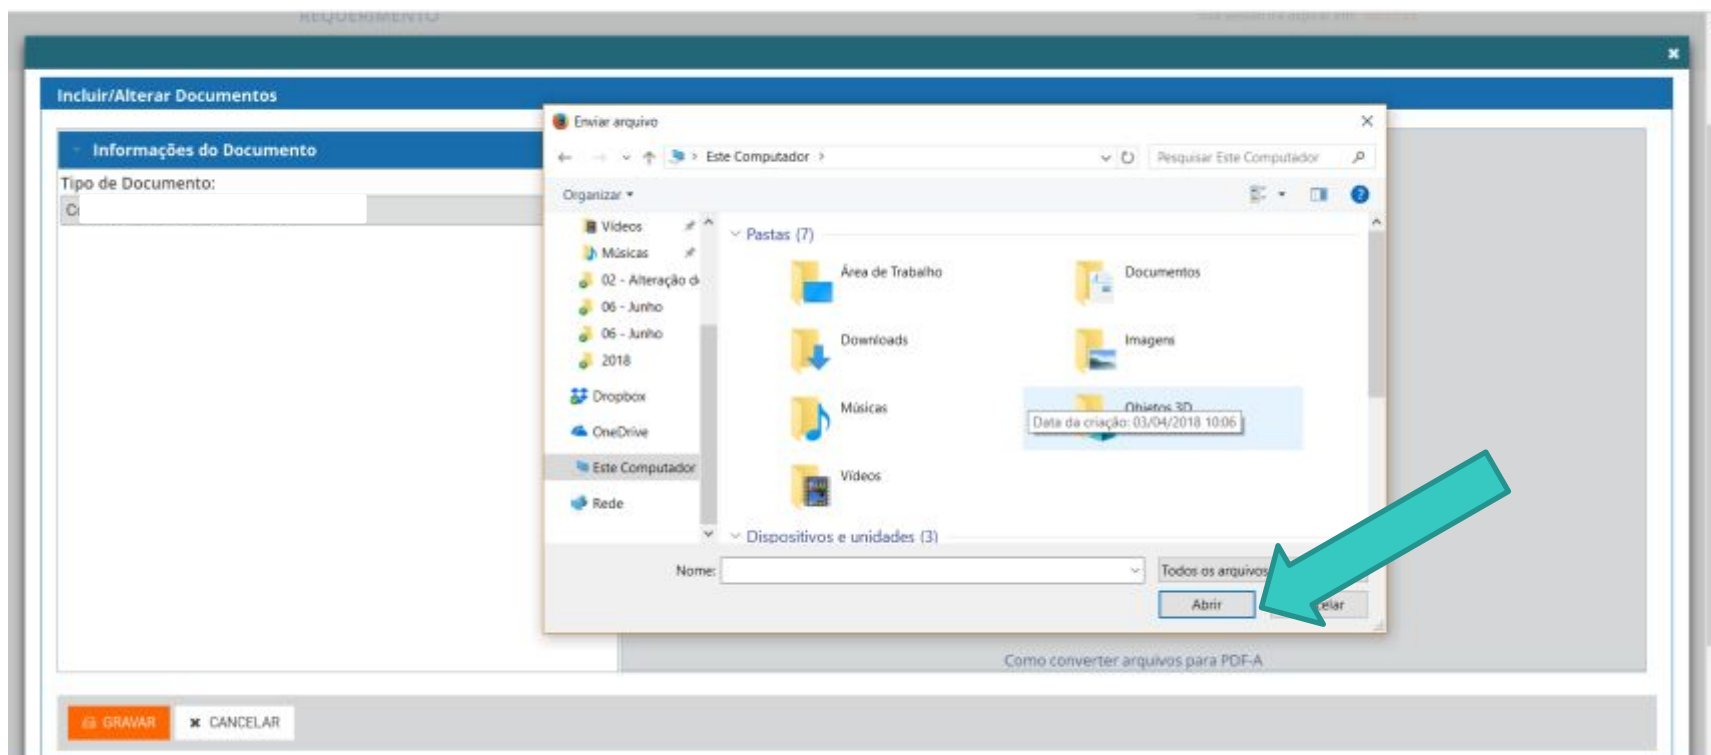 REQUERIMENTO
Incluir/Alterar Documentos
Informações do Documento
Tipo de Documento:
Enviar arquivo
Este Computador
Pesquisar Este Computador
Organizar
Vídeos
Músicas
02 - Alteração d
06 - Junho
06 - Junho
2018
Dropbox
OneDrive
Este Computador
Rede
Pastas (7)
Área de Trabalho
Documentos
Downloads
Imagens
Músicas
Objetos 3D
Data da criação: 03/04/2018 10:06
Vídeos
Dispositivos e unidades (3)
Nome:
Todos os arquivos
Abrir
elar
Como converter arquivos para PDF-A
GRAVAR
CANCELAR